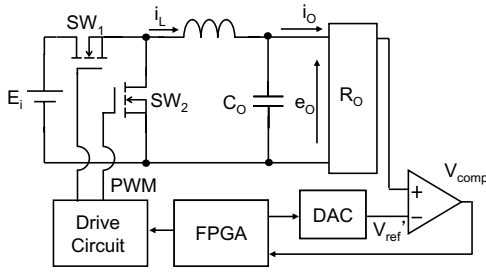 SW1
iL
iO
Ei
SW2
CO
eO
RO
PWM
Vcomp
+
−
Drive
Circuit
FPGA
DAC
Vref'